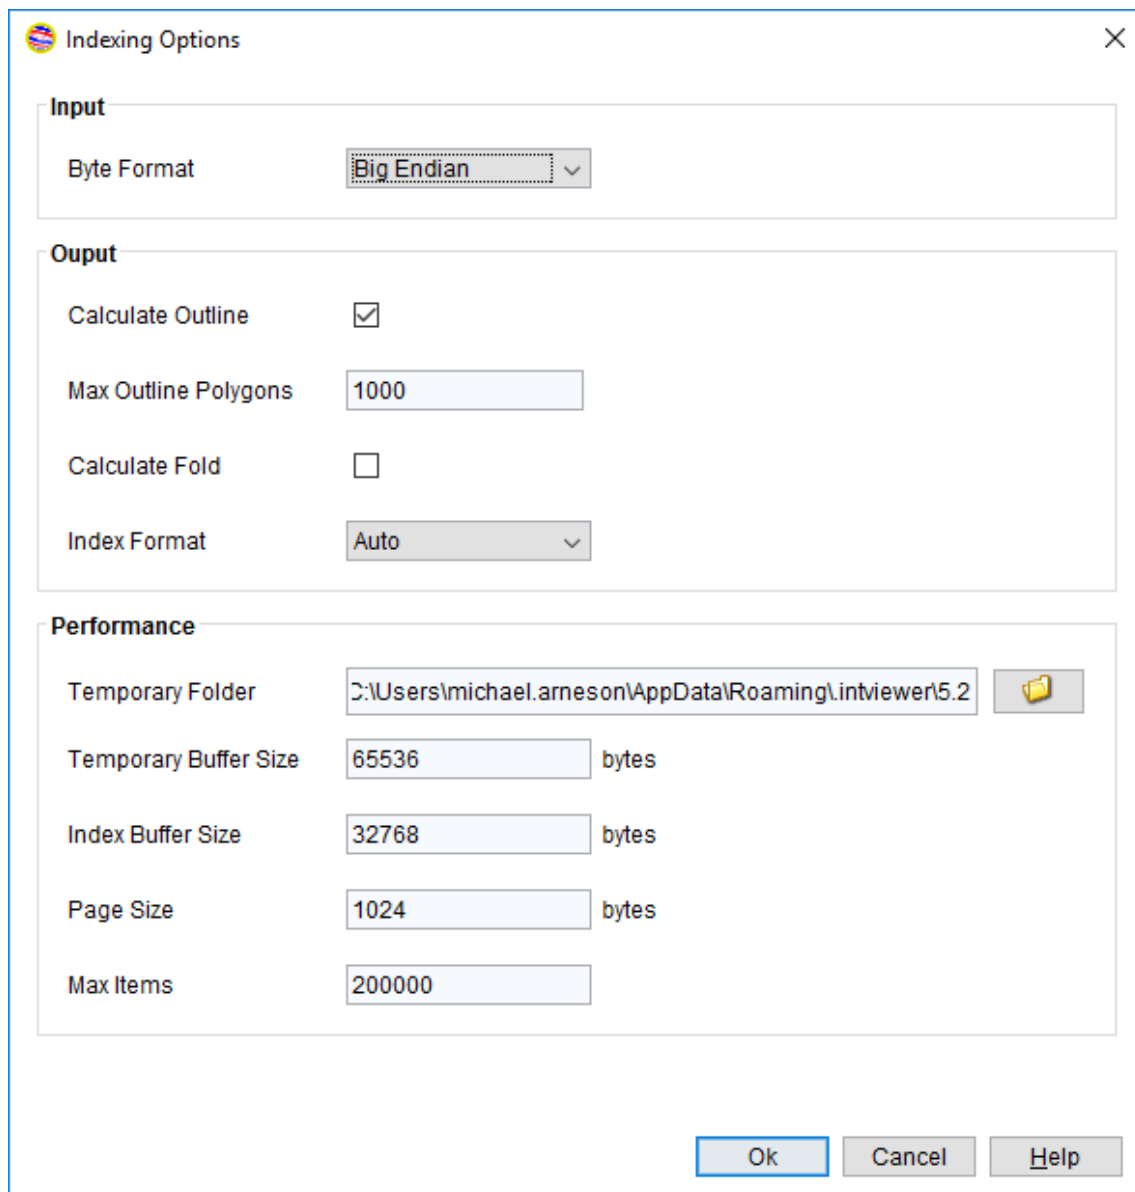 Indexing Options
Input
Byte Format Big Endian
Ouput
Calculate Outline
Max Outline Polygons 1000
Calculate Fold
Index Format Auto
Performance
Temporary Folder C:\Users\michael.arneson\AppData\Roaming\.intviewer\5.2
Temporary Buffer Size 65536 bytes
Index Buffer Size 32768 bytes
Page Size 1024 bytes
Max Items 200000
Ok Cancel Help